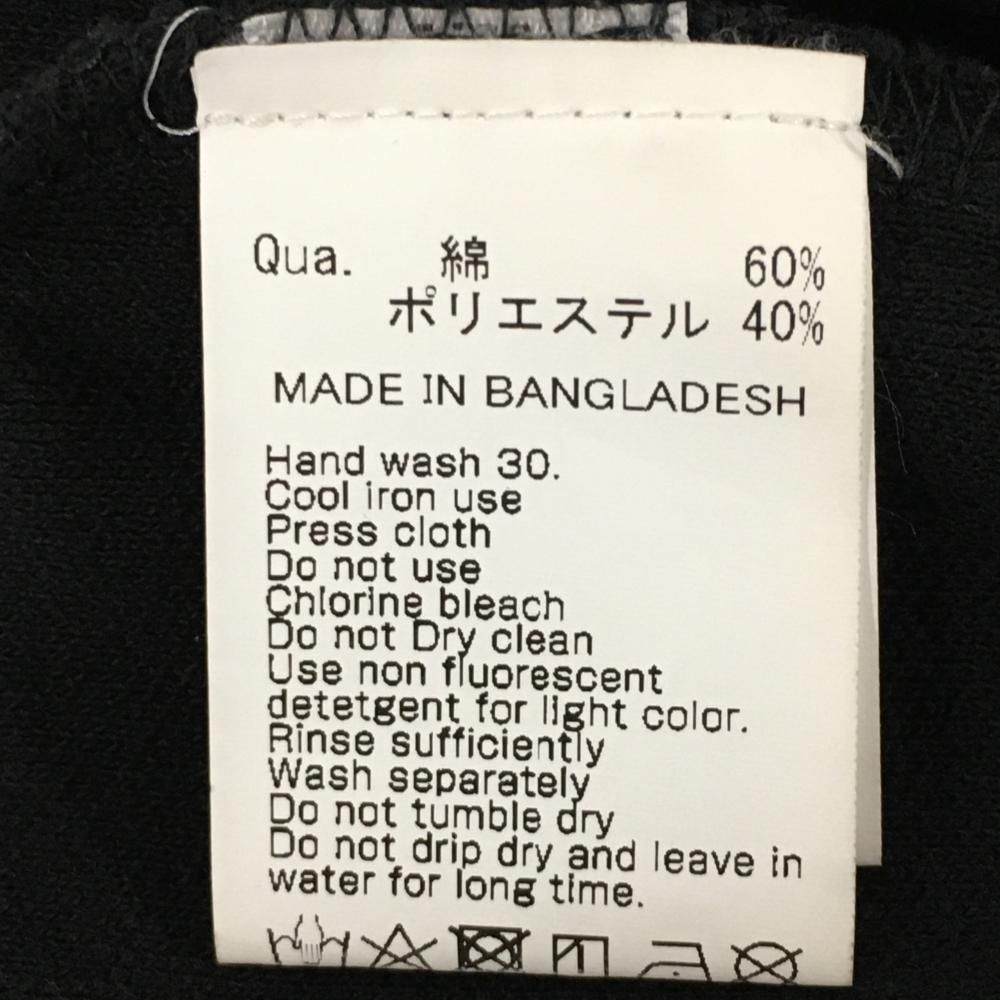 Qua. 綿 60%
ポリエステル 40%
MADE IN BANGLADESH
Hand wash 30.
Cool iron use
Press cloth
Do not use
Chlorine bleach
Do not Dry clean
Use non fluorescent
detetgent for light color.
Rinse sufficiently
Wash separately
Do not tumble dry
Do not drip dry and leave in
water for long time.